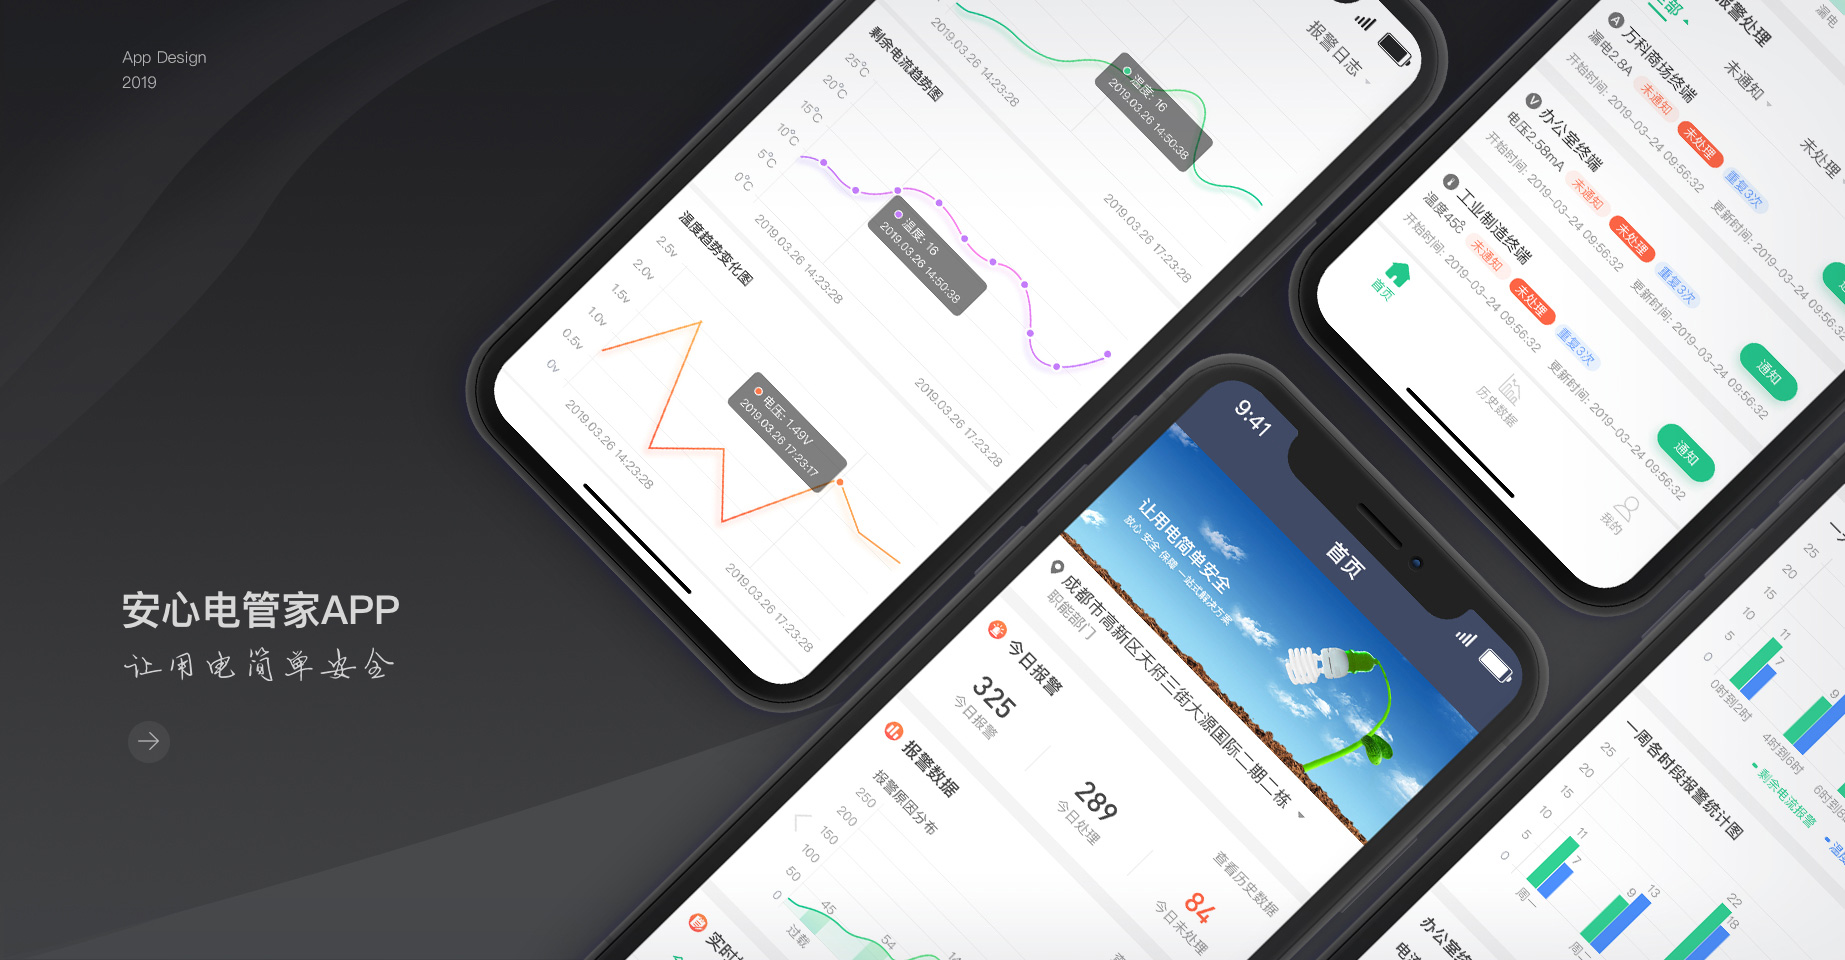 App Design
2019
安心电管家APP
让用电简单安全
报警日志
2019.03.26 14:23:28
温度: 16
2019.03.26 14:50:38
2019.03.26 17:23:28
剩余电流趋势图
25℃
20℃
15℃
10℃
5℃
0℃
温度: 16
2019.03.26 14:50:38
2019.03.26 14:23:28
2019.03.26 17:23:28
温度趋势变化图
2.5v
2.0v
1.5v
1.0v
0.5v
0v
电压: 1.49V
2019.03.26 17:23:17
2019.03.26 14:23:28
2019.03.26 17:23:28
报警处理
未通知
未处理
A 万科商场终端
漏电2.8A 未通知 未处理 重复3次
开始时间: 2019-03-24 09:56:32
更新时间: 2019-03-24 09:56:32
V 办公室终端
电压2.58mA 未通知 未处理 重复3次
开始时间: 2019-03-24 09:56:32
更新时间: 2019-03-24 09:56:32
通知
工业制造终端
温度45℃ 未通知 未处理 重复3次
开始时间: 2019-03-24 09:56:32
更新时间: 2019-03-24 09:56:32
通知
首页
历史数据
我的
9:41
首页
让用电简单安全
放心 安全 保障 一站式解决方案
成都市高新区天府三街大源国际二期二栋
职能部门
今日报警
查看历史数据
325
今日报警
289
今日处理
84
今日未处理
报警数据
报警原因分布
250
200
150
100
50
0
45
54
过载
25
20
15
10
5
0
11
7
9
0时到2时
4时到6时
剩余电流报警
一周各时段报警统计图
25
20
15
10
5
0
11
7
9
13
22
18
周一